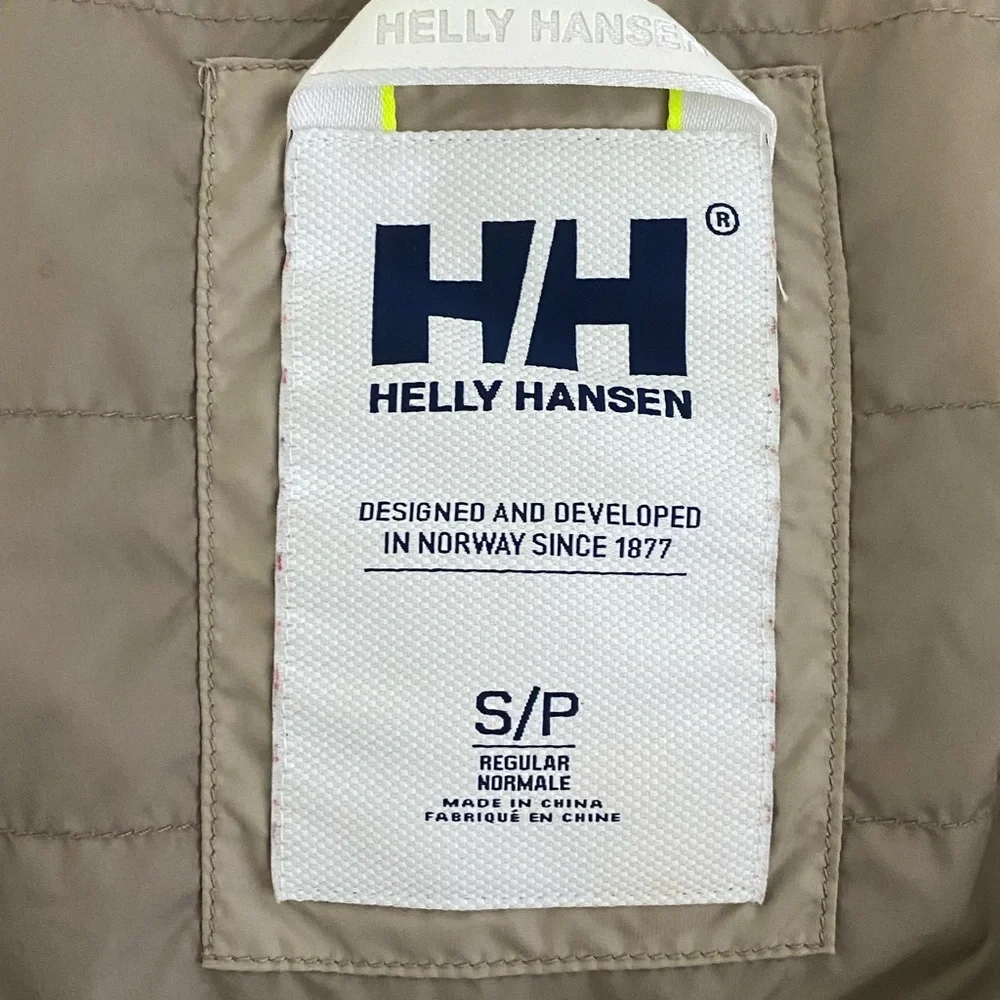 HELLY HANSEN
HH®
HELLY HANSEN
DESIGNED AND DEVELOPED
IN NORWAY SINCE 1877
S/P
REGULAR
NORMALE
MADE IN CHINA
FABRIQUÉ EN CHINE